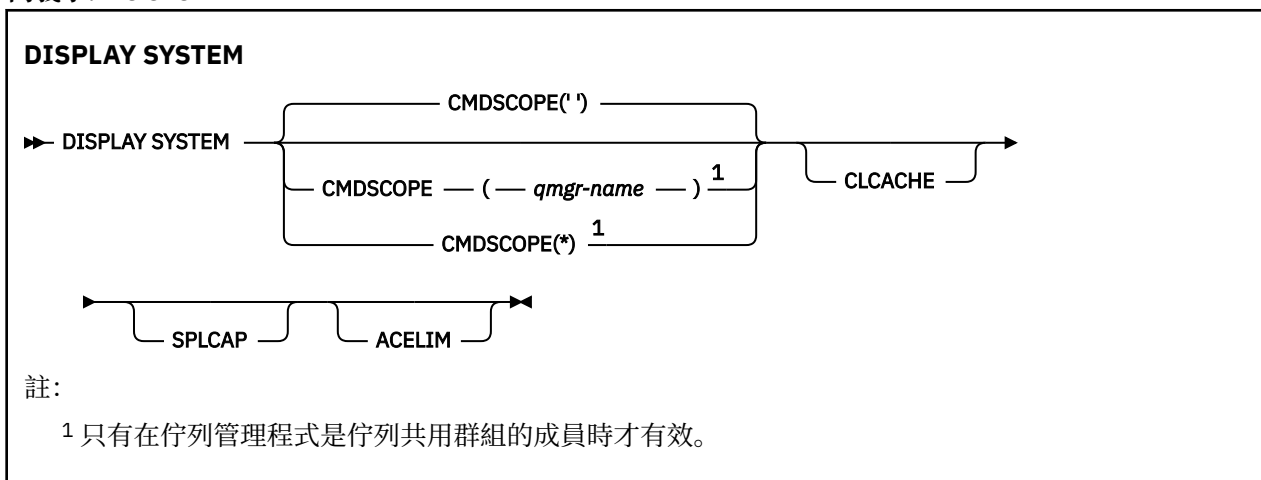 DISPLAY SYSTEM
CMDSCOPE(' ')
DISPLAY SYSTEM
CMDSCOPE ( qmgr-name ) 1
CLCACHE
CMDSCOPE(*) 1
SPLCAP
ACELIM
註:
1 只有在佇列管理程式是佇列共用群組的成員時才有效。